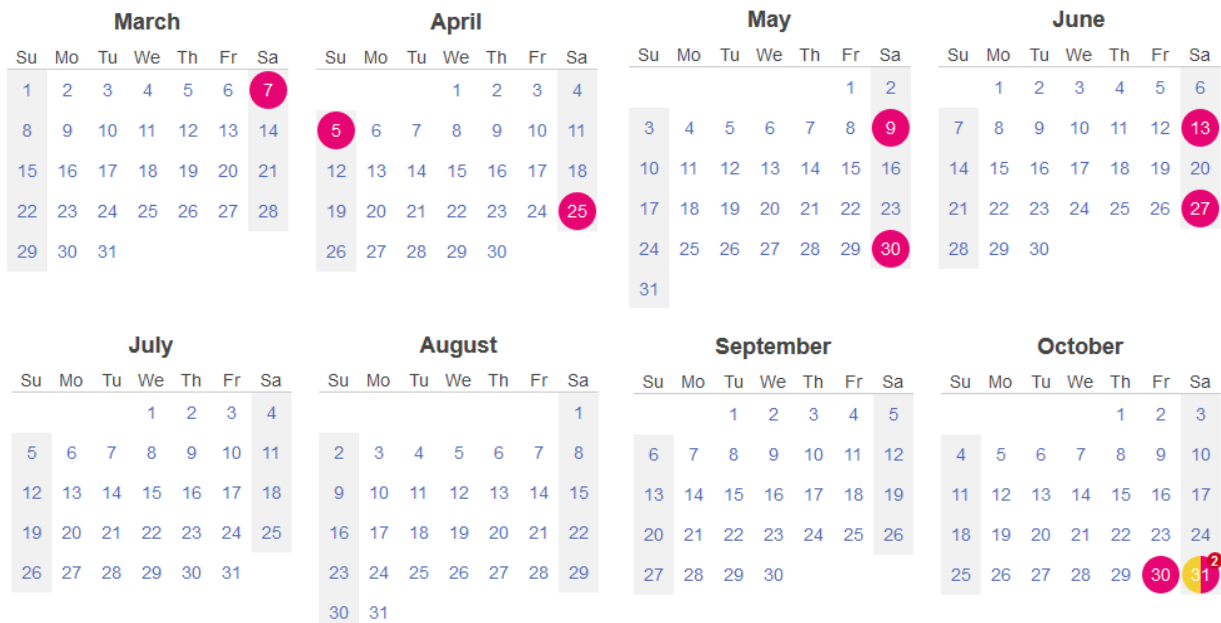 March
Su Mo Tu We Th Fr Sa
1 2 3 4 5 6 7
8 9 10 11 12 13 14
15 16 17 18 19 20 21
22 23 24 25 26 27 28
29 30 31
April
Su Mo Tu We Th Fr Sa
1 2 3 4
5 6 7 8 9 10 11
12 13 14 15 16 17 18
19 20 21 22 23 24 25
26 27 28 29 30
May
Su Mo Tu We Th Fr Sa
1 2
3 4 5 6 7 8 9
10 11 12 13 14 15 16
17 18 19 20 21 22 23
24 25 26 27 28 29 30
31
June
Su Mo Tu We Th Fr Sa
1 2 3 4 5 6
7 8 9 10 11 12 13
14 15 16 17 18 19 20
21 22 23 24 25 26 27
28 29 30
July
Su Mo Tu We Th Fr Sa
1 2 3 4
5 6 7 8 9 10 11
12 13 14 15 16 17 18
19 20 21 22 23 24 25
26 27 28 29 30 31
August
Su Mo Tu We Th Fr Sa
1
2 3 4 5 6 7 8
9 10 11 12 13 14 15
16 17 18 19 20 21 22
23 24 25 26 27 28 29
30 31
September
Su Mo Tu We Th Fr Sa
1 2 3 4 5
6 7 8 9 10 11 12
13 14 15 16 17 18 19
20 21 22 23 24 25 26
27 28 29 30
October
Su Mo Tu We Th Fr Sa
1 2 3
4 5 6 7 8 9 10
11 12 13 14 15 16 17
18 19 20 21 22 23 24
25 26 27 28 29 30 31 2